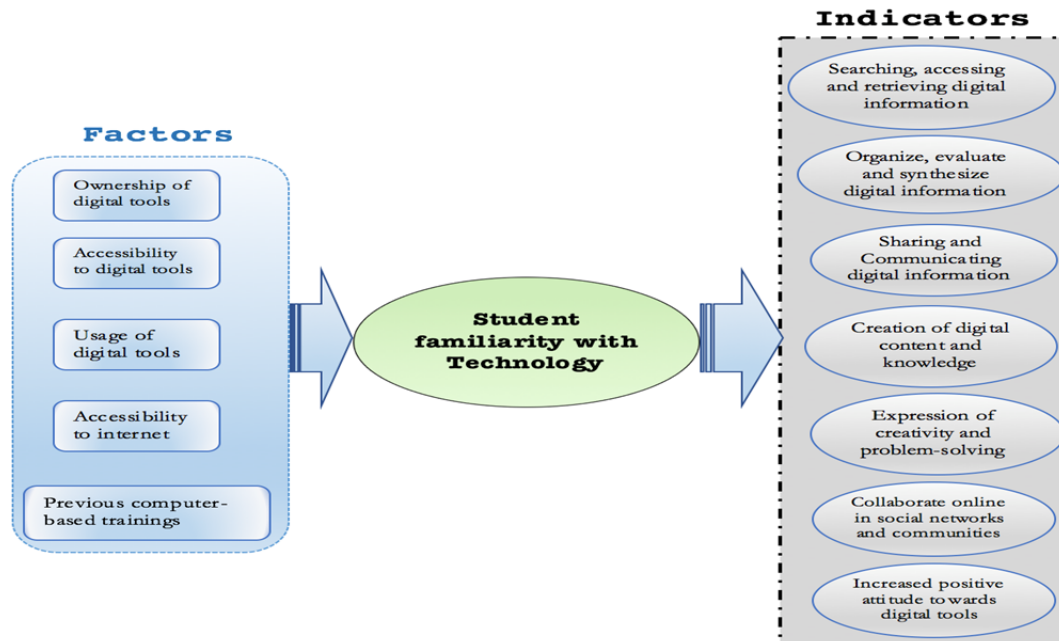 Factors
Ownership of
digital tools
Accessibility
to digital tools
Usage of
digital tools
Accessibility
to internet
Previous computer-
based trainings
Student
familiarity with
Technology
Indicators
Searching, accessing
and retrieving digital
information
Organize, evaluate
and synthesize
digital information
Sharing and
Communicating
digital information
Creation of digital
content and
knowledge
Expression of
creativity and
problem-solving
Collaborate online
in social networks
and communities
Increased positive
attitude towards
digital tools